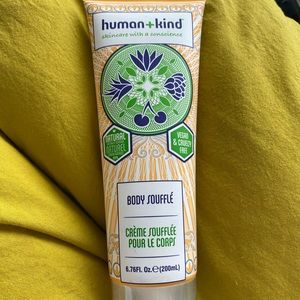 human+kind
skincare with a conscience
NATURAL
NATUREL
VEGAN
& CRUELTY
FREE
BODY SOUFFLÉ
CRÈME SOUFFLÉE
POUR LE CORPS
6.76Fl. Oz.℮(200mL)